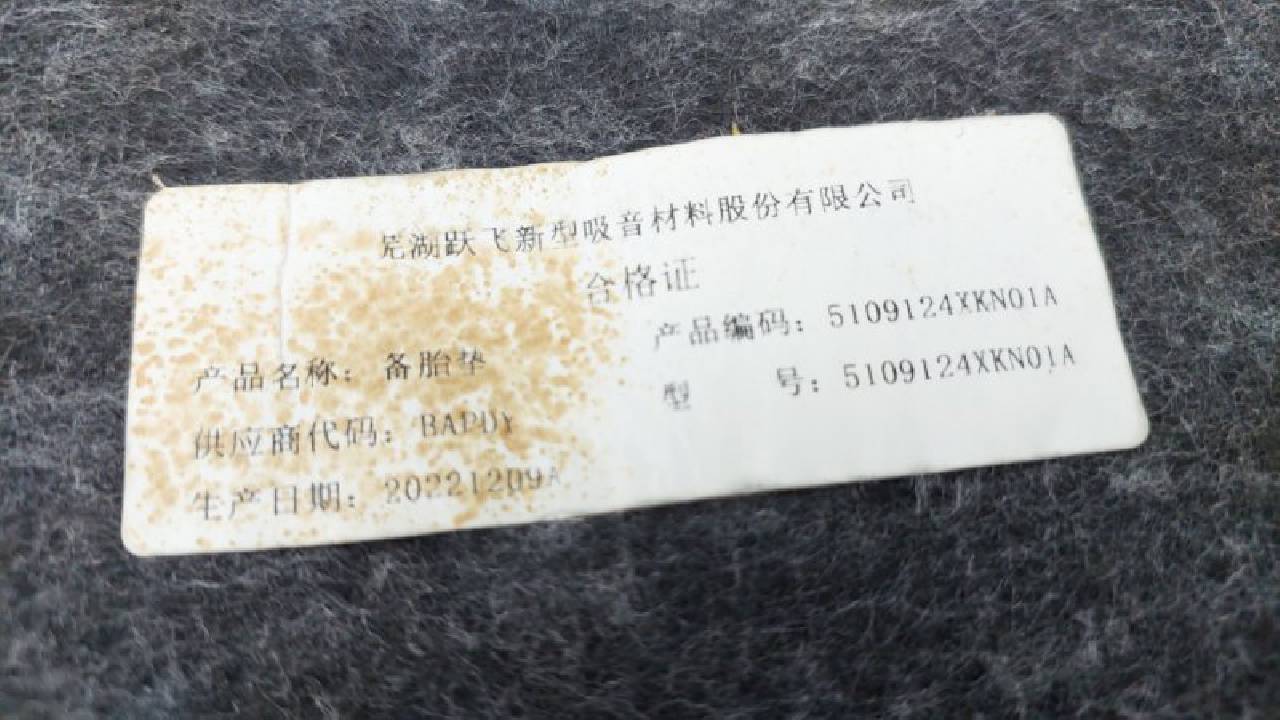 芜湖跃飞新型吸音材料股份有限公司
合格证
产品编码：5109124XKN01A
产品名称：备胎垫
型 号：5109124XKN01A
供应商代码：BAPDY
生产日期：20221209A